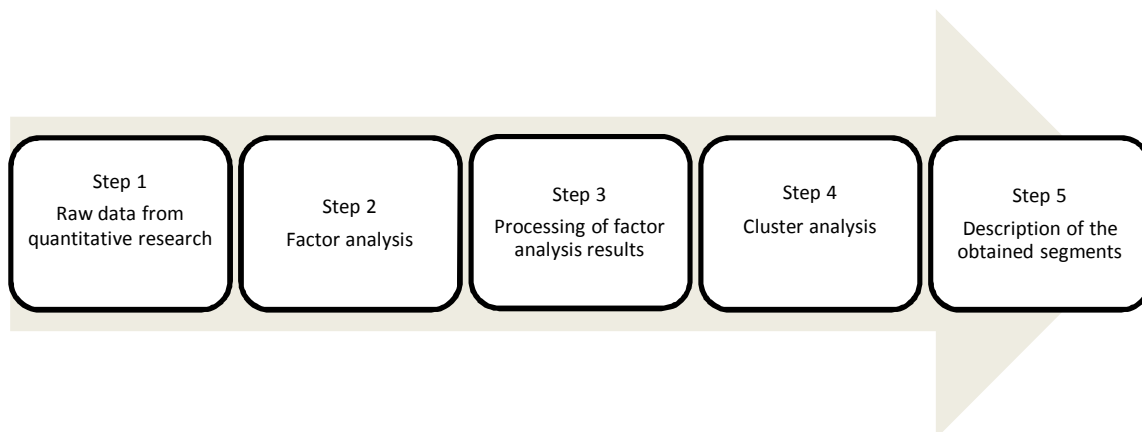 Step 1
Raw data from
quantitative research
Step 2
Factor analysis
Step 3
Processing of factor
analysis results
Step 4
Cluster analysis
Step 5
Description of the
obtained segments